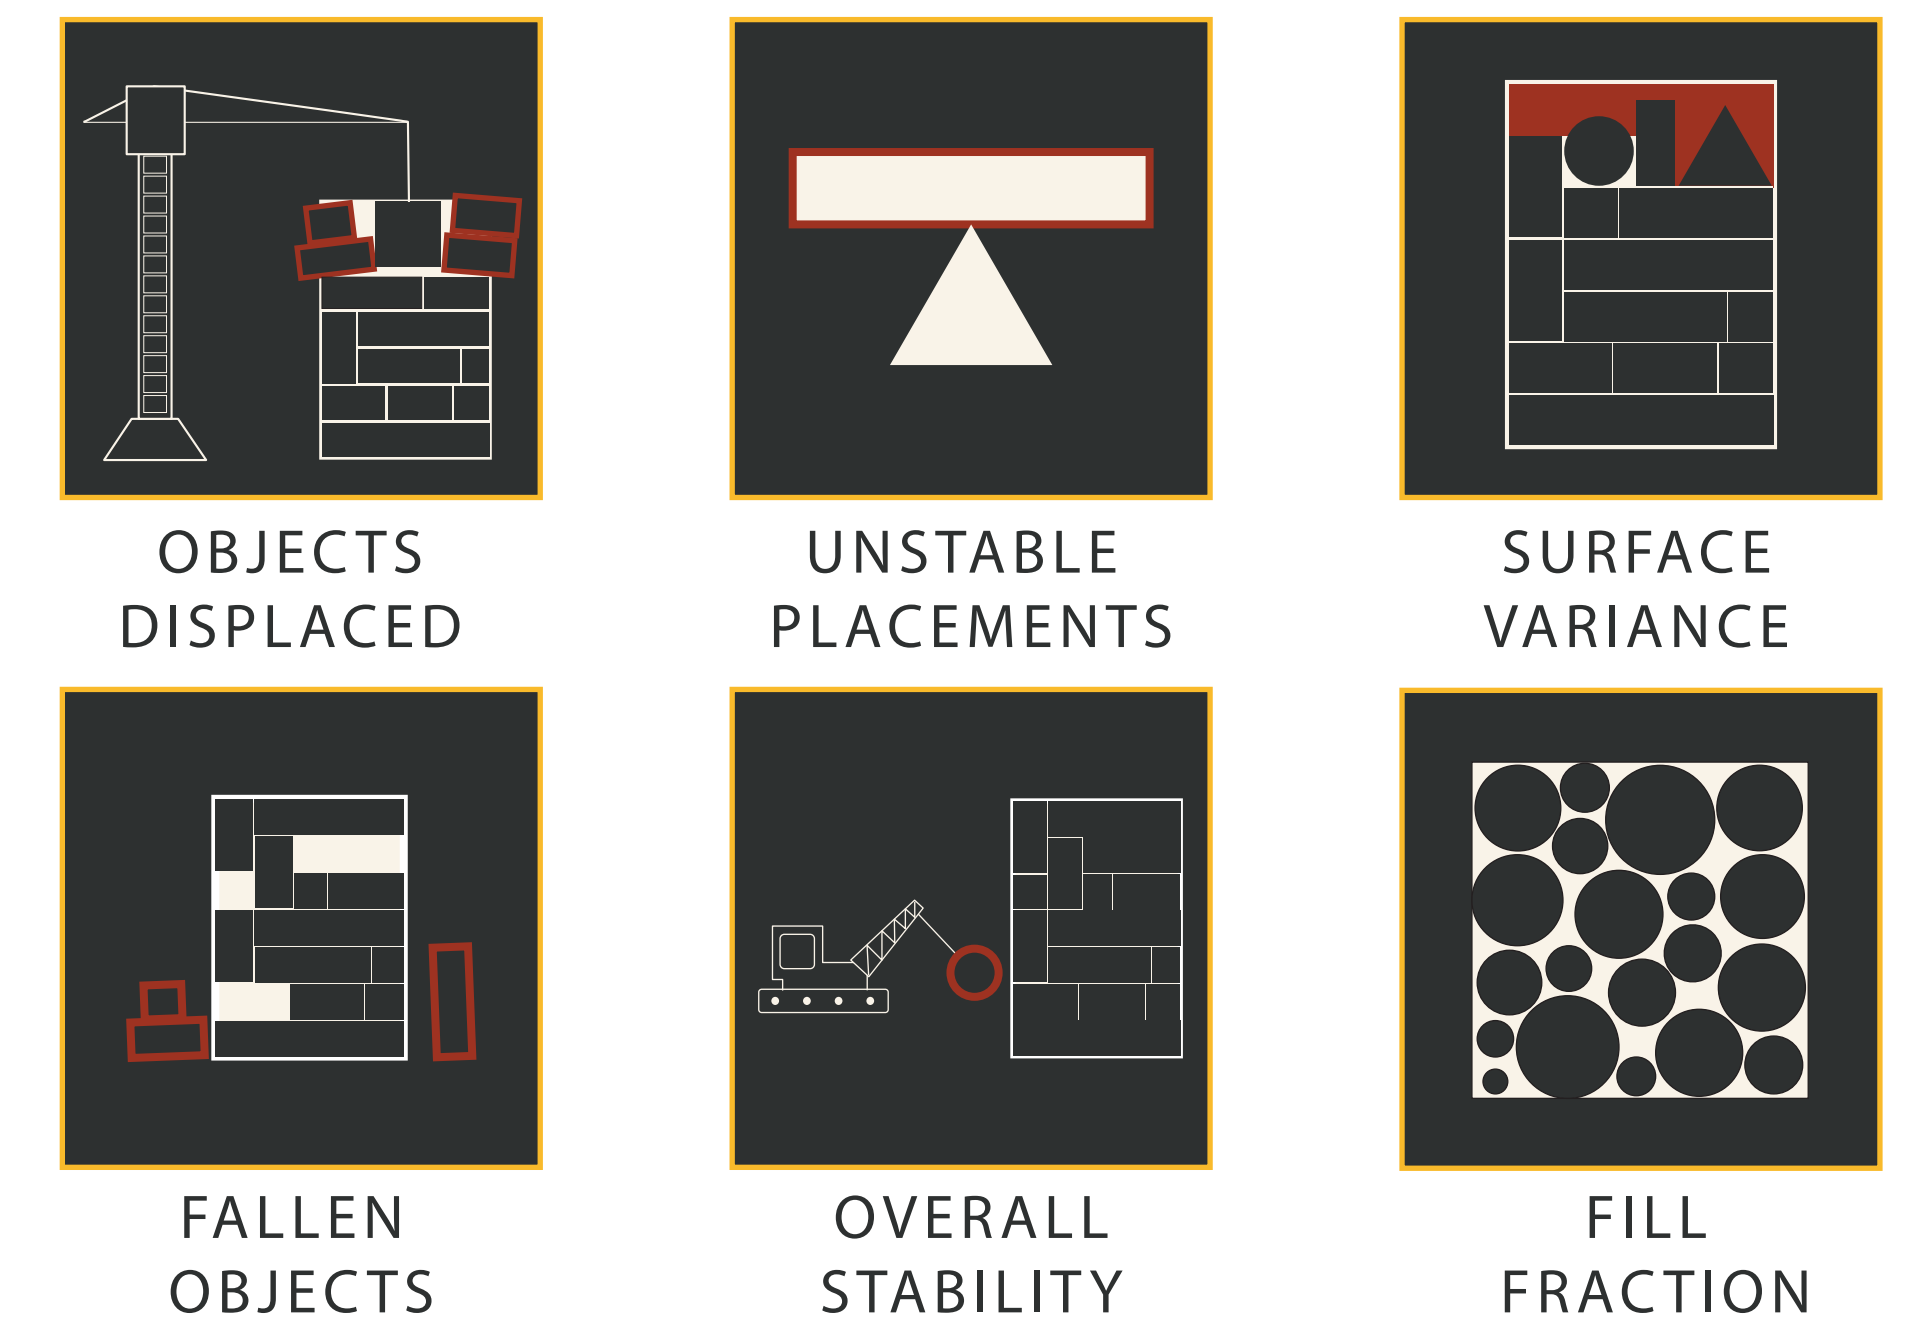 OBJECTS
DISPLACED
UNSTABLE
PLACEMENTS
SURFACE
VARIANCE
FALLEN
OBJECTS
OVERALL
STABILITY
FILL
FRACTION